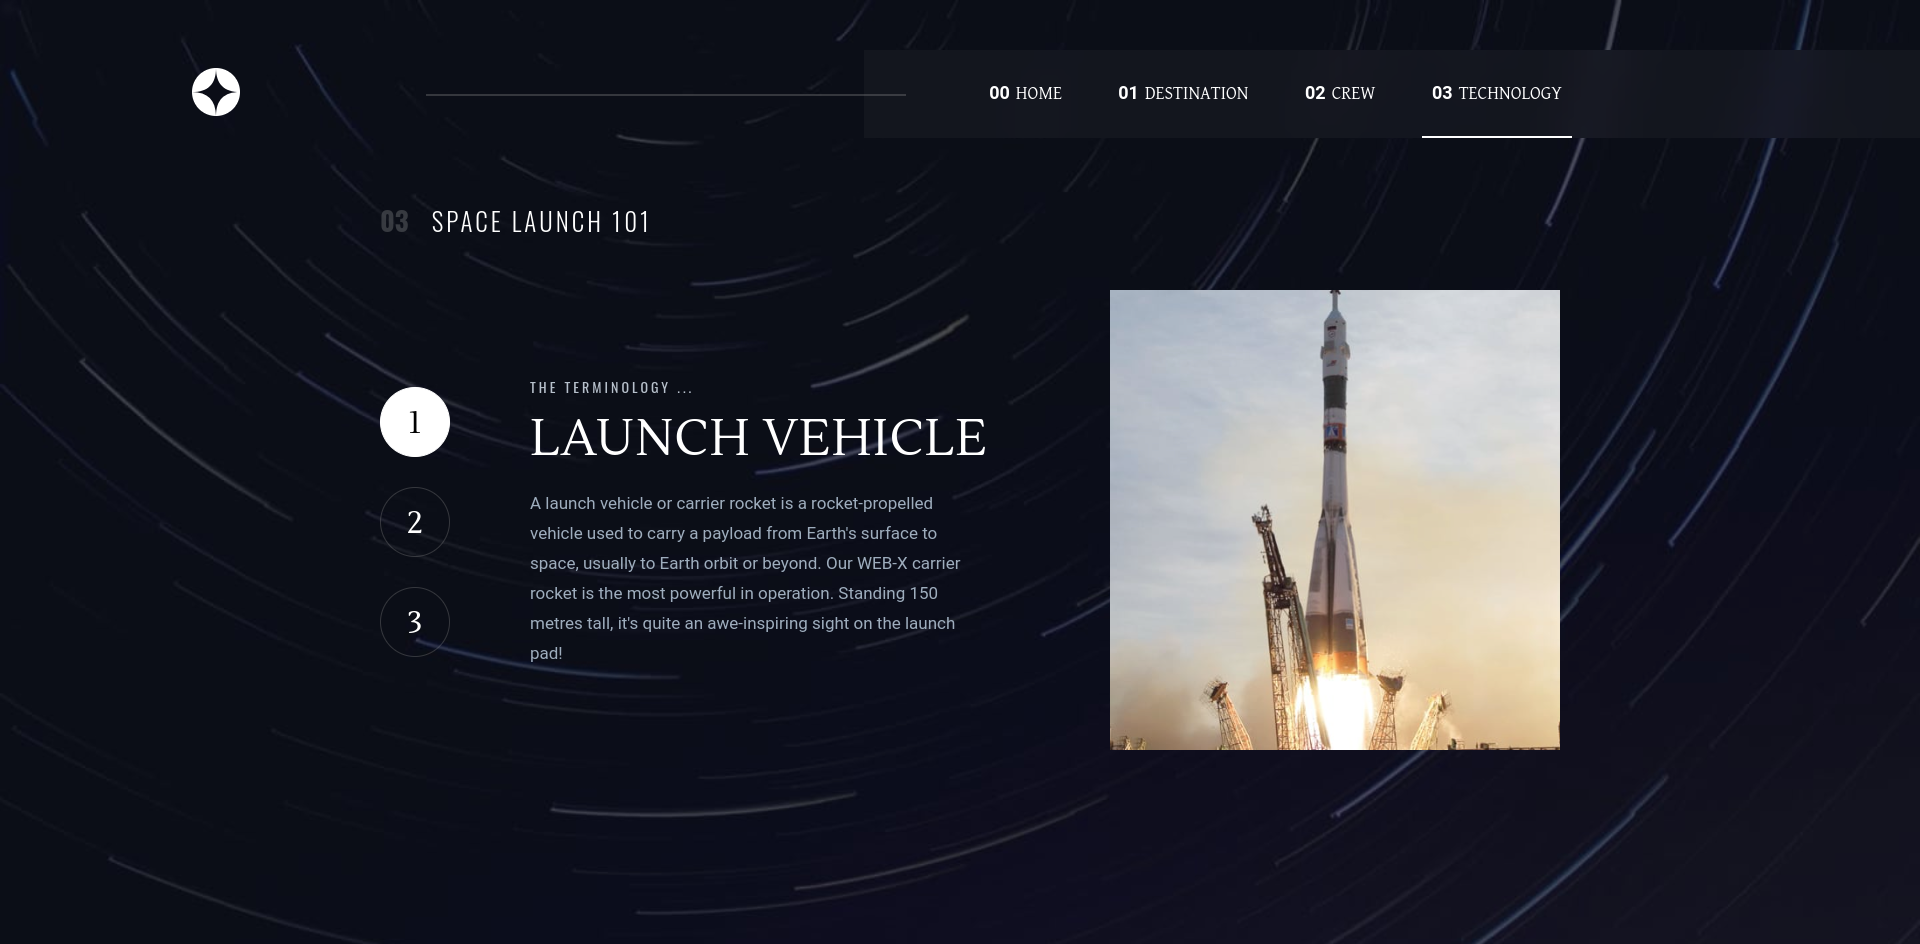 00 HOME
01 DESTINATION
02 CREW
03 TECHNOLOGY
03 SPACE LAUNCH 101
1
2
3
THE TERMINOLOGY ...
LAUNCH VEHICLE
A launch vehicle or carrier rocket is a rocket-propelled
vehicle used to carry a payload from Earth's surface to
space, usually to Earth orbit or beyond. Our WEB-X carrier
rocket is the most powerful in operation. Standing 150
metres tall, it's quite an awe-inspiring sight on the launch
pad!